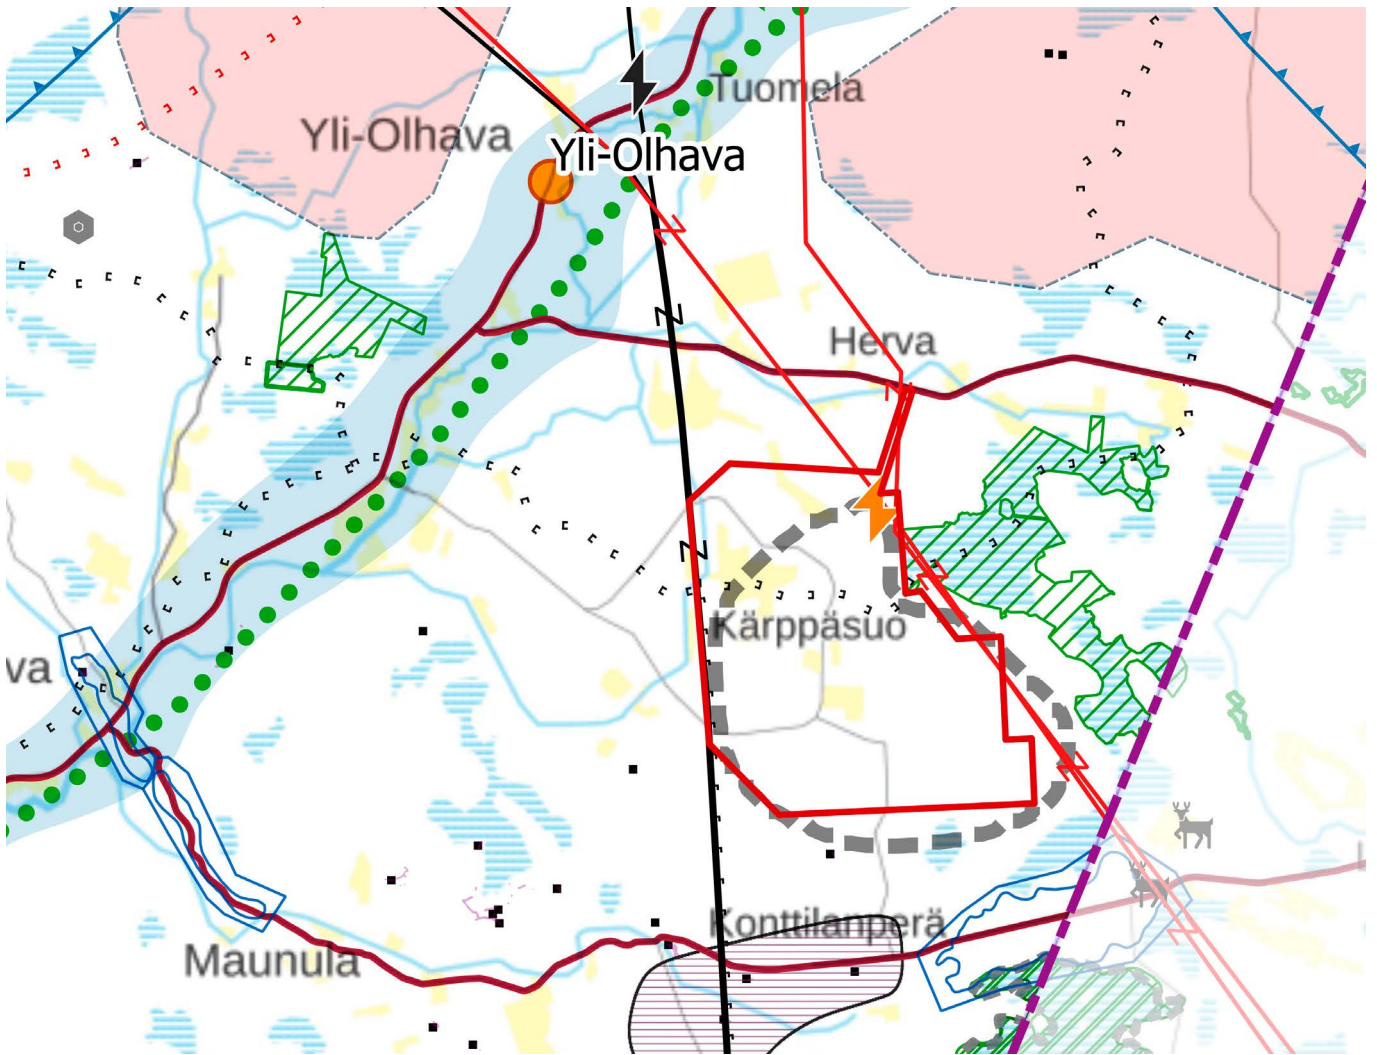 Tuomela
Yli-Olhava
Yli-Olhava
Herva
Kärppäsuo
va
Konttilanperä
Maunula